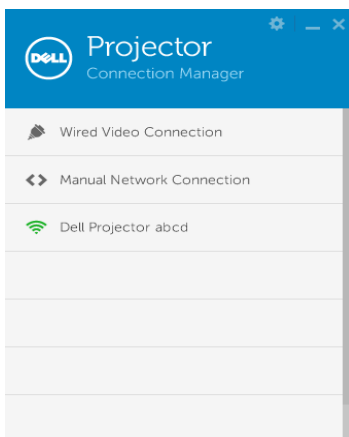 DELL
Projector
Connection Manager
Wired Video Connection
Manual Network Connection
Dell Projector abcd